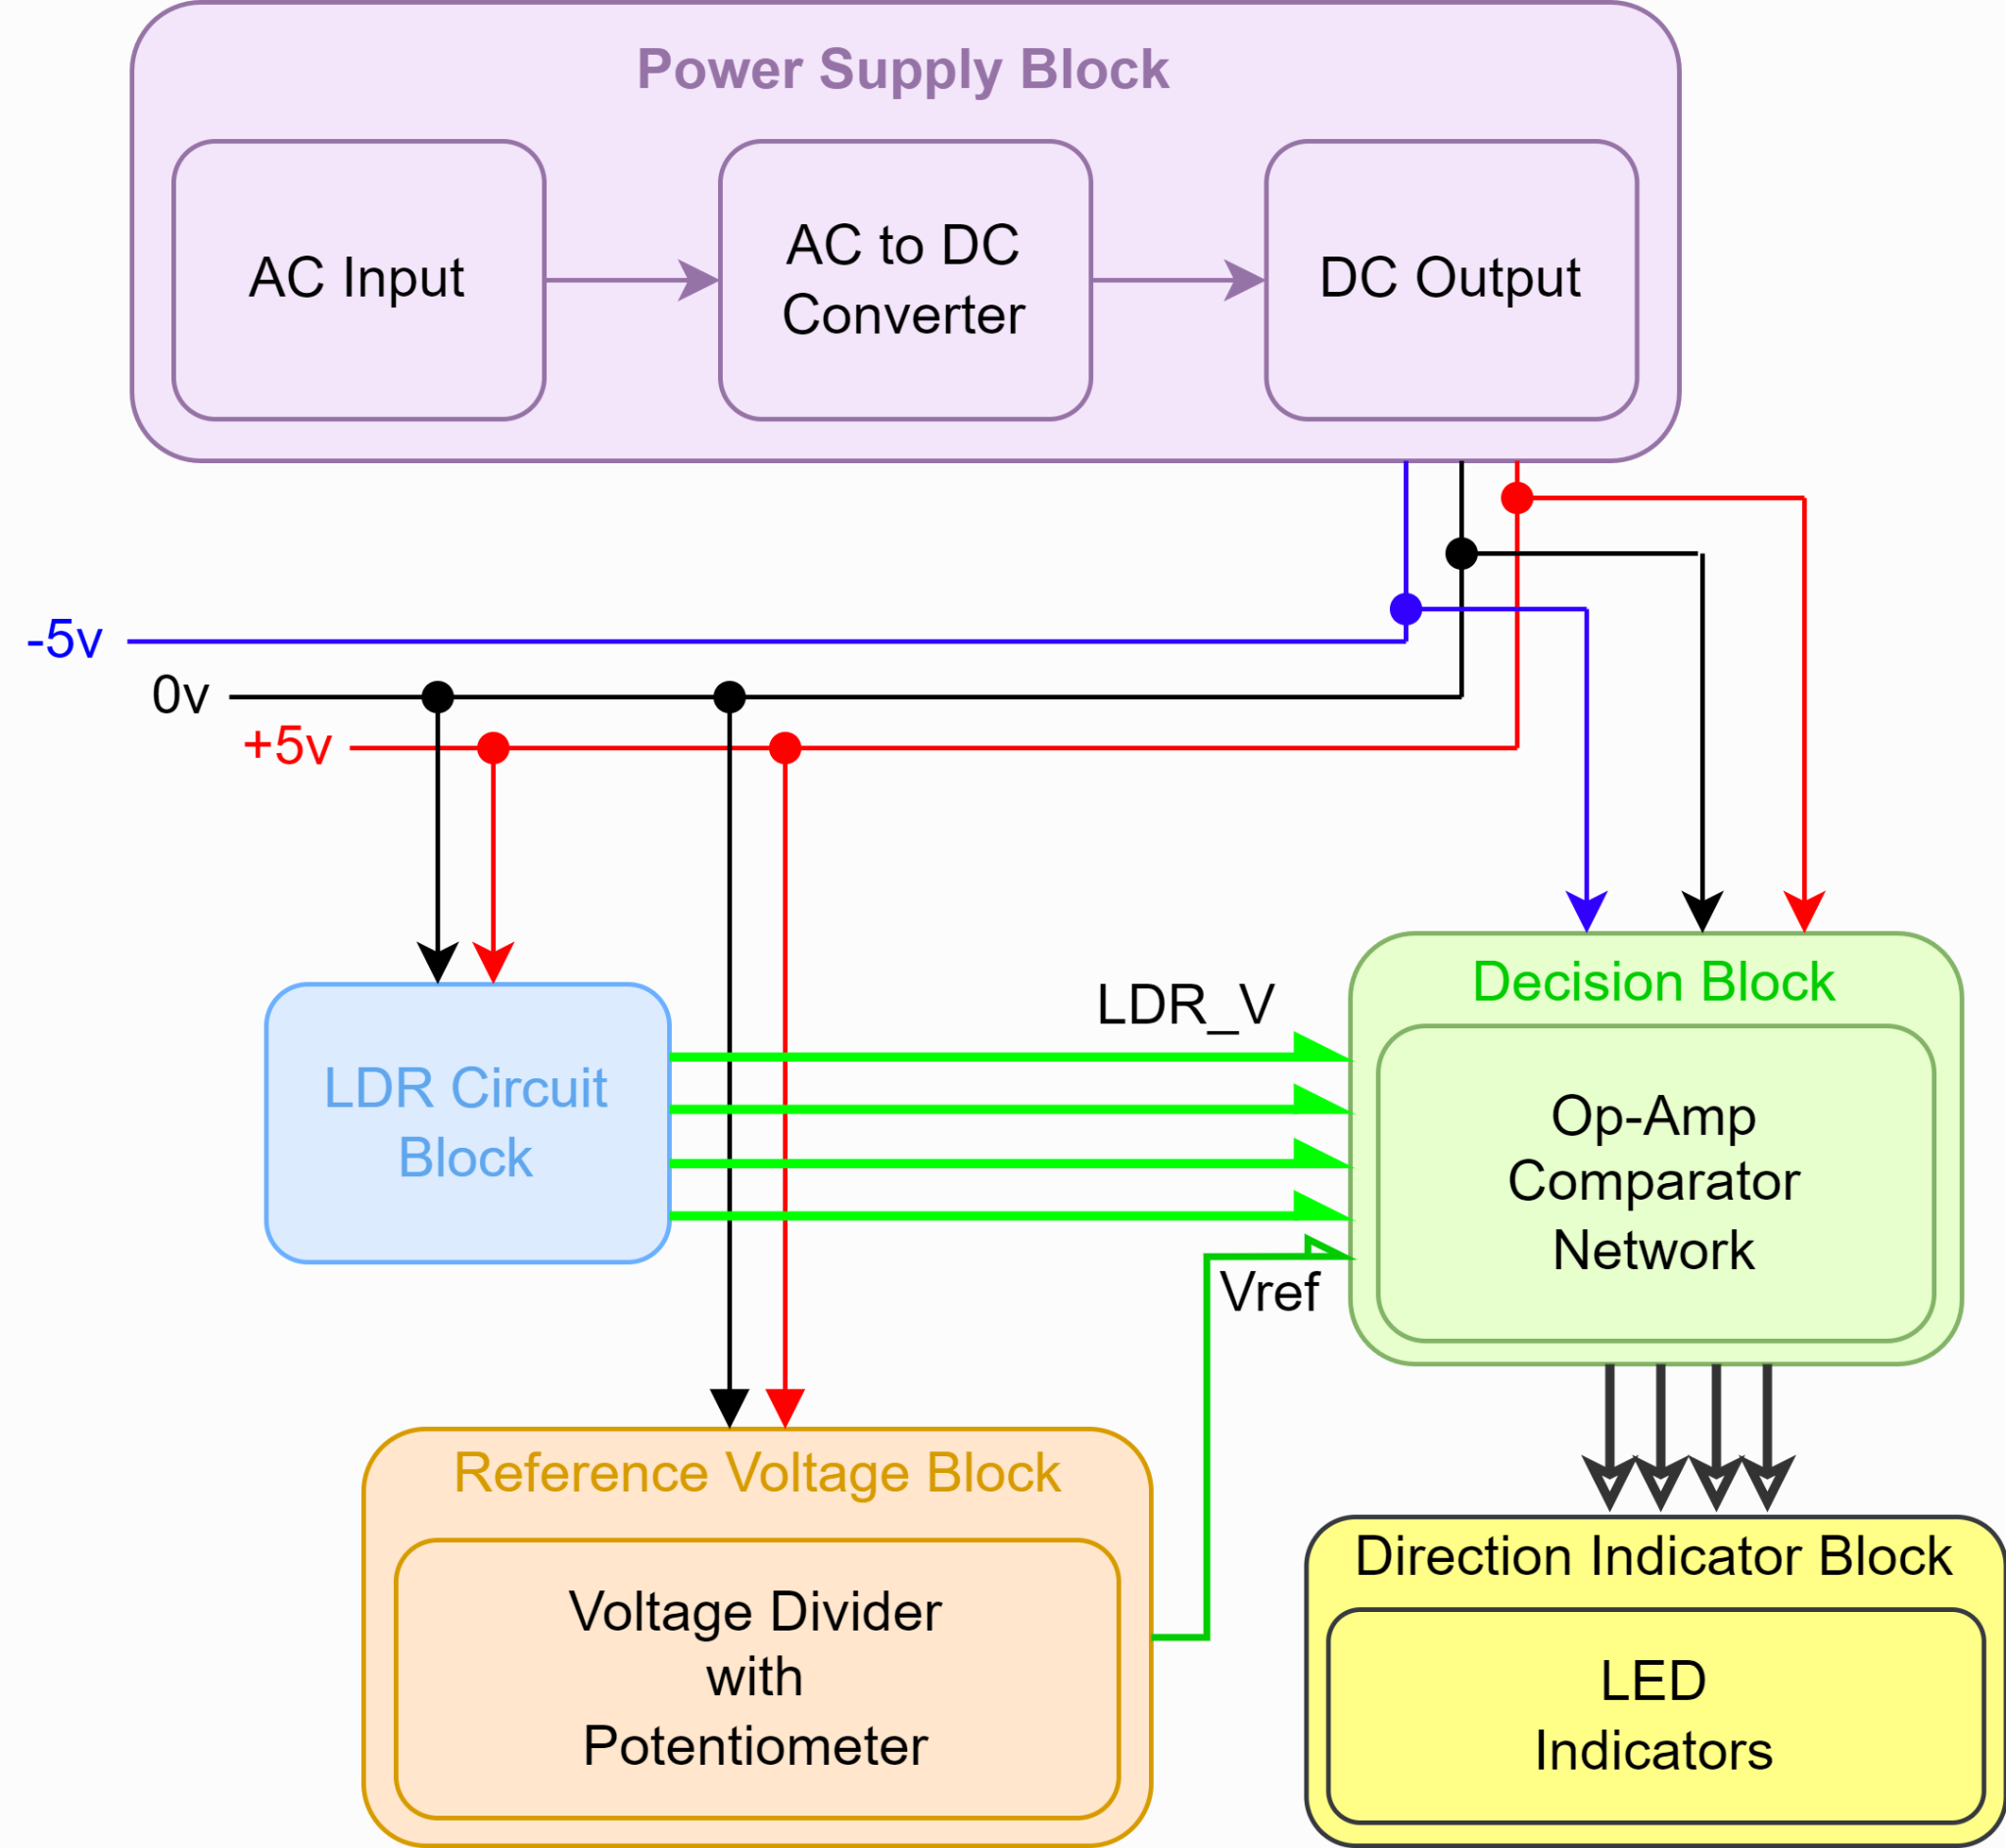 Power Supply Block
AC Input
AC to DC
Converter
DC Output
-5v
0v
+5v
LDR Circuit
Block
LDR_V
Vref
Decision Block
Op-Amp
Comparator
Network
Reference Voltage Block
Voltage Divider
with
Potentiometer
Direction Indicator Block
LED
Indicators